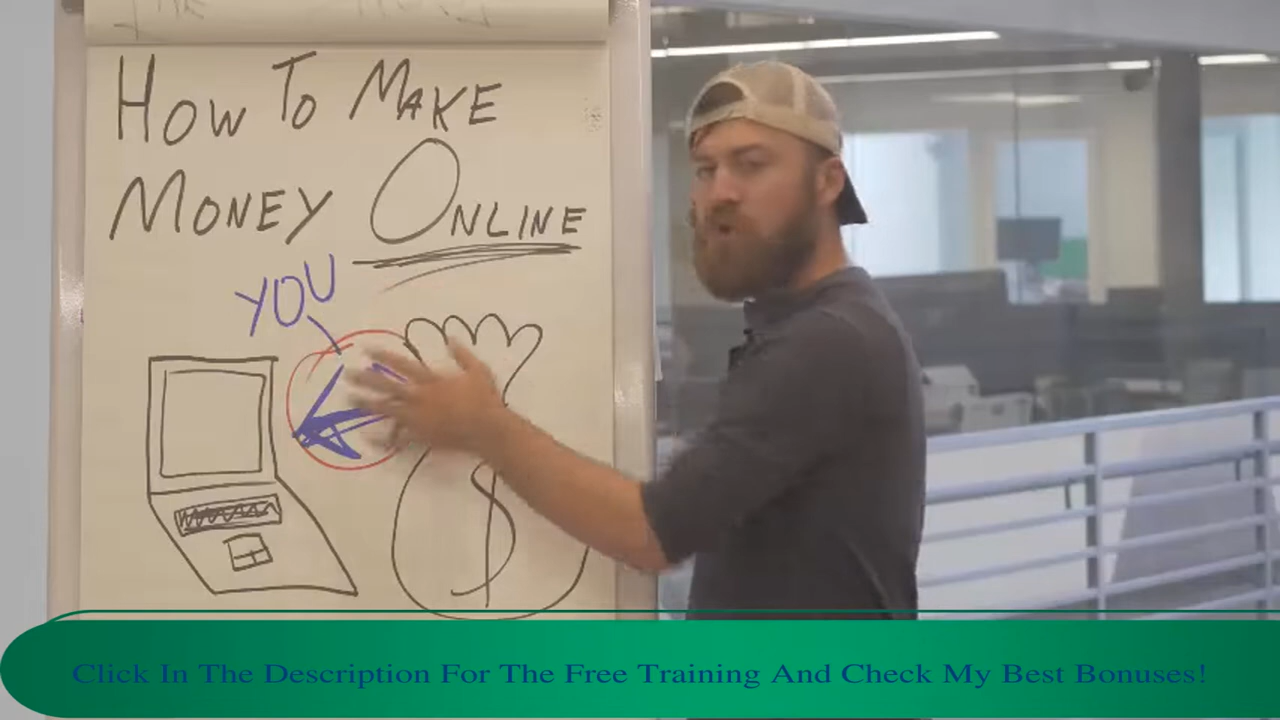 HOW TO MAKE
MONEY ONLINE
YOU
$
Click In The Description For The Free Training And Check My Best Bonuses!